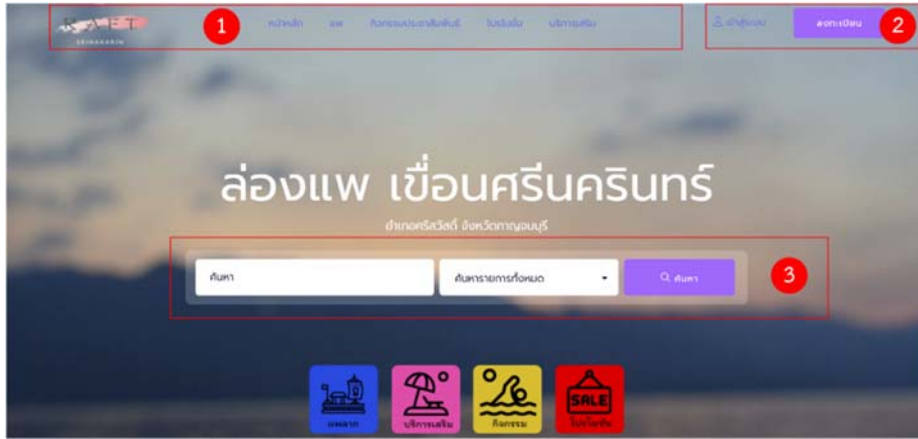 RAFT
SRINAKARIN
1
หน้าหลัก แพ กิจกรรมประชาสัมพันธ์ โปรโมชั่น บริการเสริม
เข้าสู่ระบบ ลงทะเบียน 2
ล่องแพ เขื่อนศรีนครินทร์
อำเภอศรีสวัสดิ์ จังหวัดกาญจนบุรี
ค้นหา ค้นหารายการทั้งหมด ค้นหา 3
SALE
แพลาก บริการเสริม กิจกรรม โปรโมชั่น